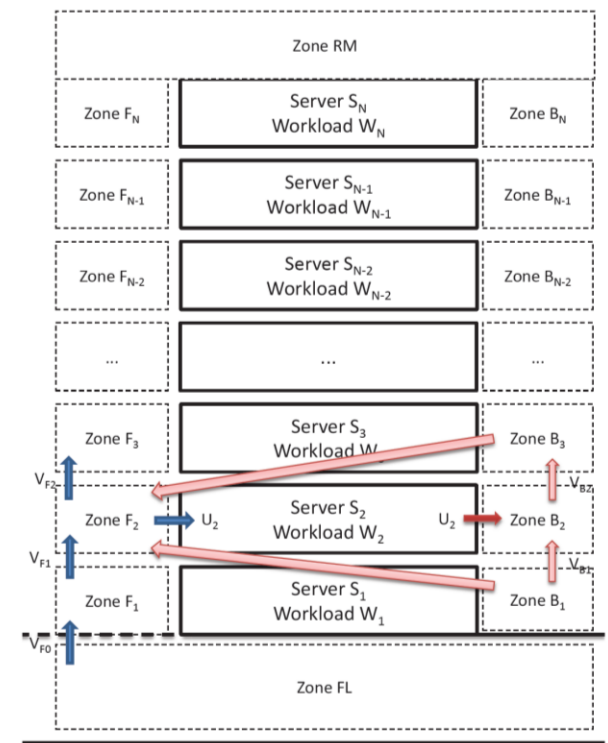 Zone RM
Zone F_N
Server S_N
Workload W_N
Zone B_N
Zone F_N-1
Server S_N-1
Workload W_N-1
Zone B_N-1
Zone F_N-2
Server S_N-2
Workload W_N-2
Zone B_N-2
...
...
...
Zone F_3
Server S_3
Workload W
Zone B_3
V_F2
V_B2
Zone F_2
U_2
Server S_2
Workload W_2
U_2
Zone B_2
V_F1
V_B1
Zone F_1
Server S_1
Workload W_1
Zone B_1
V_F0
Zone FL